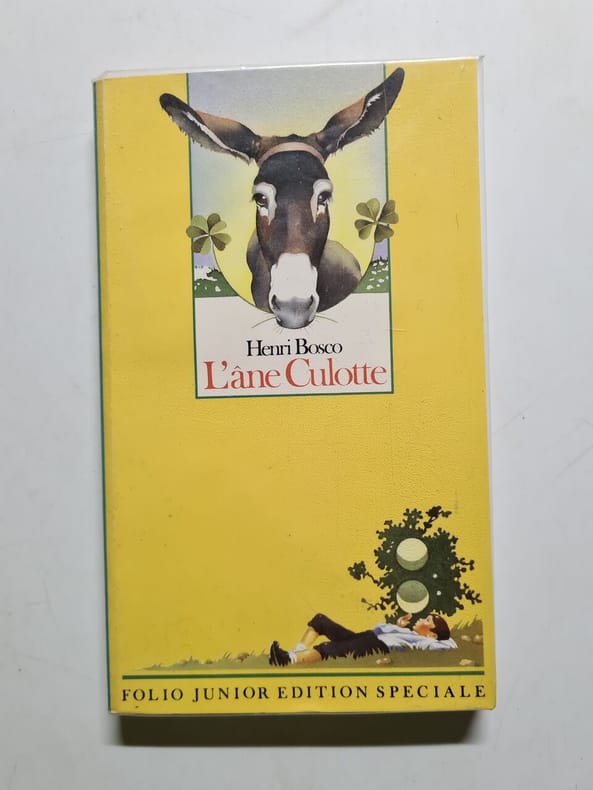 Henri Bosco
L'âne Culotte
FOLIO JUNIOR EDITION SPECIALE